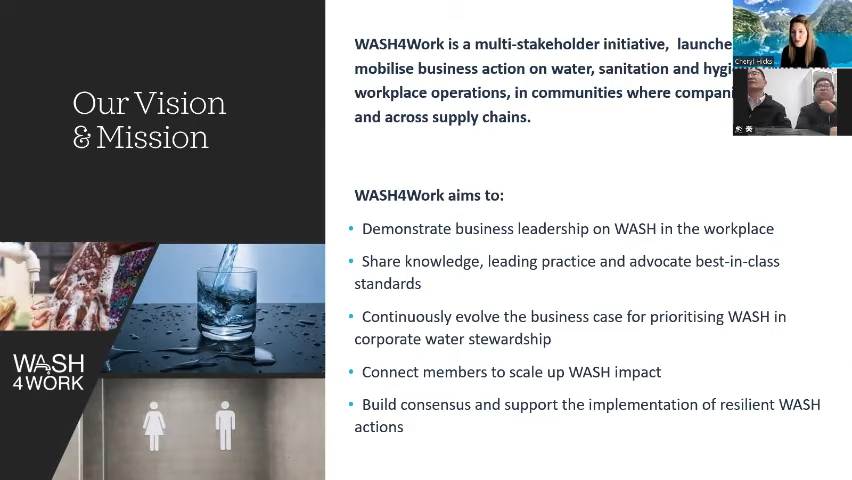 Our Vision
& Mission
WASH4Work is a multi-stakeholder initiative, launche
mobilise business action on water, sanitation and hygi
workplace operations, in communities where compani
and across supply chains.
Cheryl Hicks
WASH4Work aims to:
• Demonstrate business leadership on WASH in the workplace
• Share knowledge, leading practice and advocate best-in-class
standards
• Continuously evolve the business case for prioritising WASH in
corporate water stewardship
• Connect members to scale up WASH impact
• Build consensus and support the implementation of resilient WASH
actions
WASH
4WORK